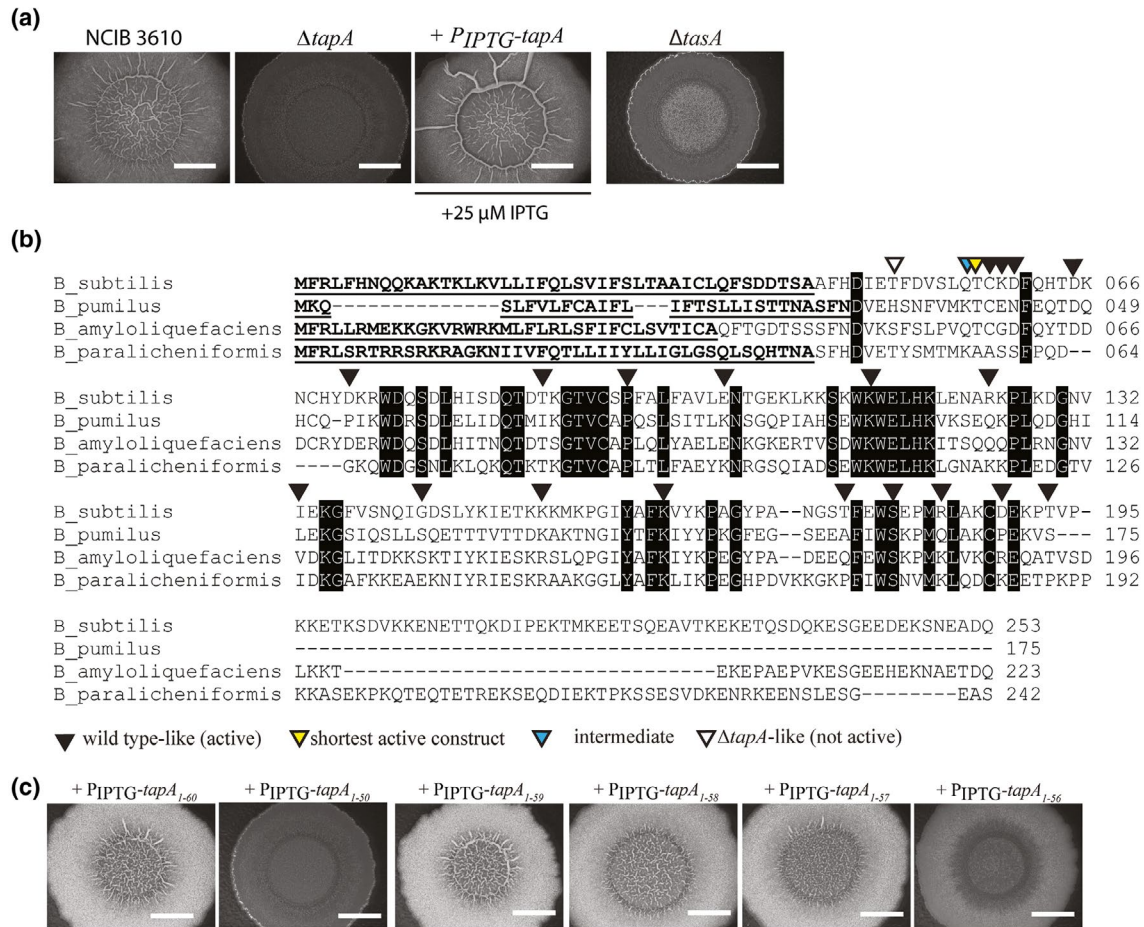 (a)
NCIB 3610 ΔtapA + PIPTG-tapA ΔtasA
+25 µM IPTG
(b)
B_subtilis MFRLFHNQQKAKTKLKVLLIFQLSVIFSLTAAICLQFSDDTSAAFHDIETFDVSLQTCKDFQHTDK 066
B_pumilus MKQ--------------SLFVLFCAIFL---IFTSLLISTTNASFNDVEHSNFVMKTCENFEQTDQ 049
B_amyloliquefaciens MFRLLRMEKKGKVRWRKMLFLRLSFIFCLSVTICAQFTGDTSSSFNDVKSFSLPVQTCGDFQYTDD 066
B_paralicheniformis MFRLSRTRRSRKRAGKNIIVFQTLLIIYLLIGLGSQLSQHTNASFHDVETYSMTMKAASSFPQD-- 064
B_subtilis NCHYDKRWDQSDLHISDQTDTKGTVCSPFALFAVLENTGEKLKKSKWKWELHKLENARKPLKDGNV 132
B_pumilus HCQ-PIKWDRSDLELIDQTMIKGTVCAPQSLSITLKNSGQPIAHSEWKWELHKVKSEQKPLQDGHI 114
B_amyloliquefaciens DCRYDERWDQSDLHITNQTDTSGTVCAPLQLYAELENKGKERTVSDWKWELHKITSQQQPLRNGNV 132
B_paralicheniformis ----GKQWDGSNLKLQKQTKTKGTVCAPLTLFAEYKNRGSQIADSEWKWELHKLGNAKKPLEDGTV 126
B_subtilis IEKGFVSNQIGDSLYKIETKKKMKPGIYAFKVYKPAGYPA--NGSTFEWSEPMRLAKCDEKPTVP- 195
B_pumilus LEKGSIQSLLSQETTTVTTDKAKTNGIYTFKIYYPKGFEG--SEEAFIWSKPMQLAKCPEKVS--- 175
B_amyloliquefaciens VDKGLITDKKSKTIYKIESKRSLQPGIYAFKIYKPEGYPA--DEEQFEWSKPMKLVKCREQATVSD 196
B_paralicheniformis IDKGAFKKEAEKNIYRIESKRAAKGGLYAFKLIKPEGHPDVKKGKPFIWSNVMKLQDCKEETPKPP 192
B_subtilis KKETKSDVKKENETTQKDIPEKTMKEETSQEAVTKEKETQSDQKESGEEDEKSNEADQ 253
B_pumilus ---------------------------------------------------------- 175
B_amyloliquefaciens LKKT-------------------------------EKEPAEPVKESGEEHEKNAETDQ 223
B_paralicheniformis KKASEKPKQTEQTETREKSEQDIEKTPKSSESVDKENRKEENSLESG--------EAS 242
wild type-like (active) shortest active construct intermediate ΔtapA-like (not active)
(c)
+ PIPTG-tapA1-60 + PIPTG-tapA1-50 + PIPTG-tapA1-59 + PIPTG-tapA1-58 + PIPTG-tapA1-57 + PIPTG-tapA1-56